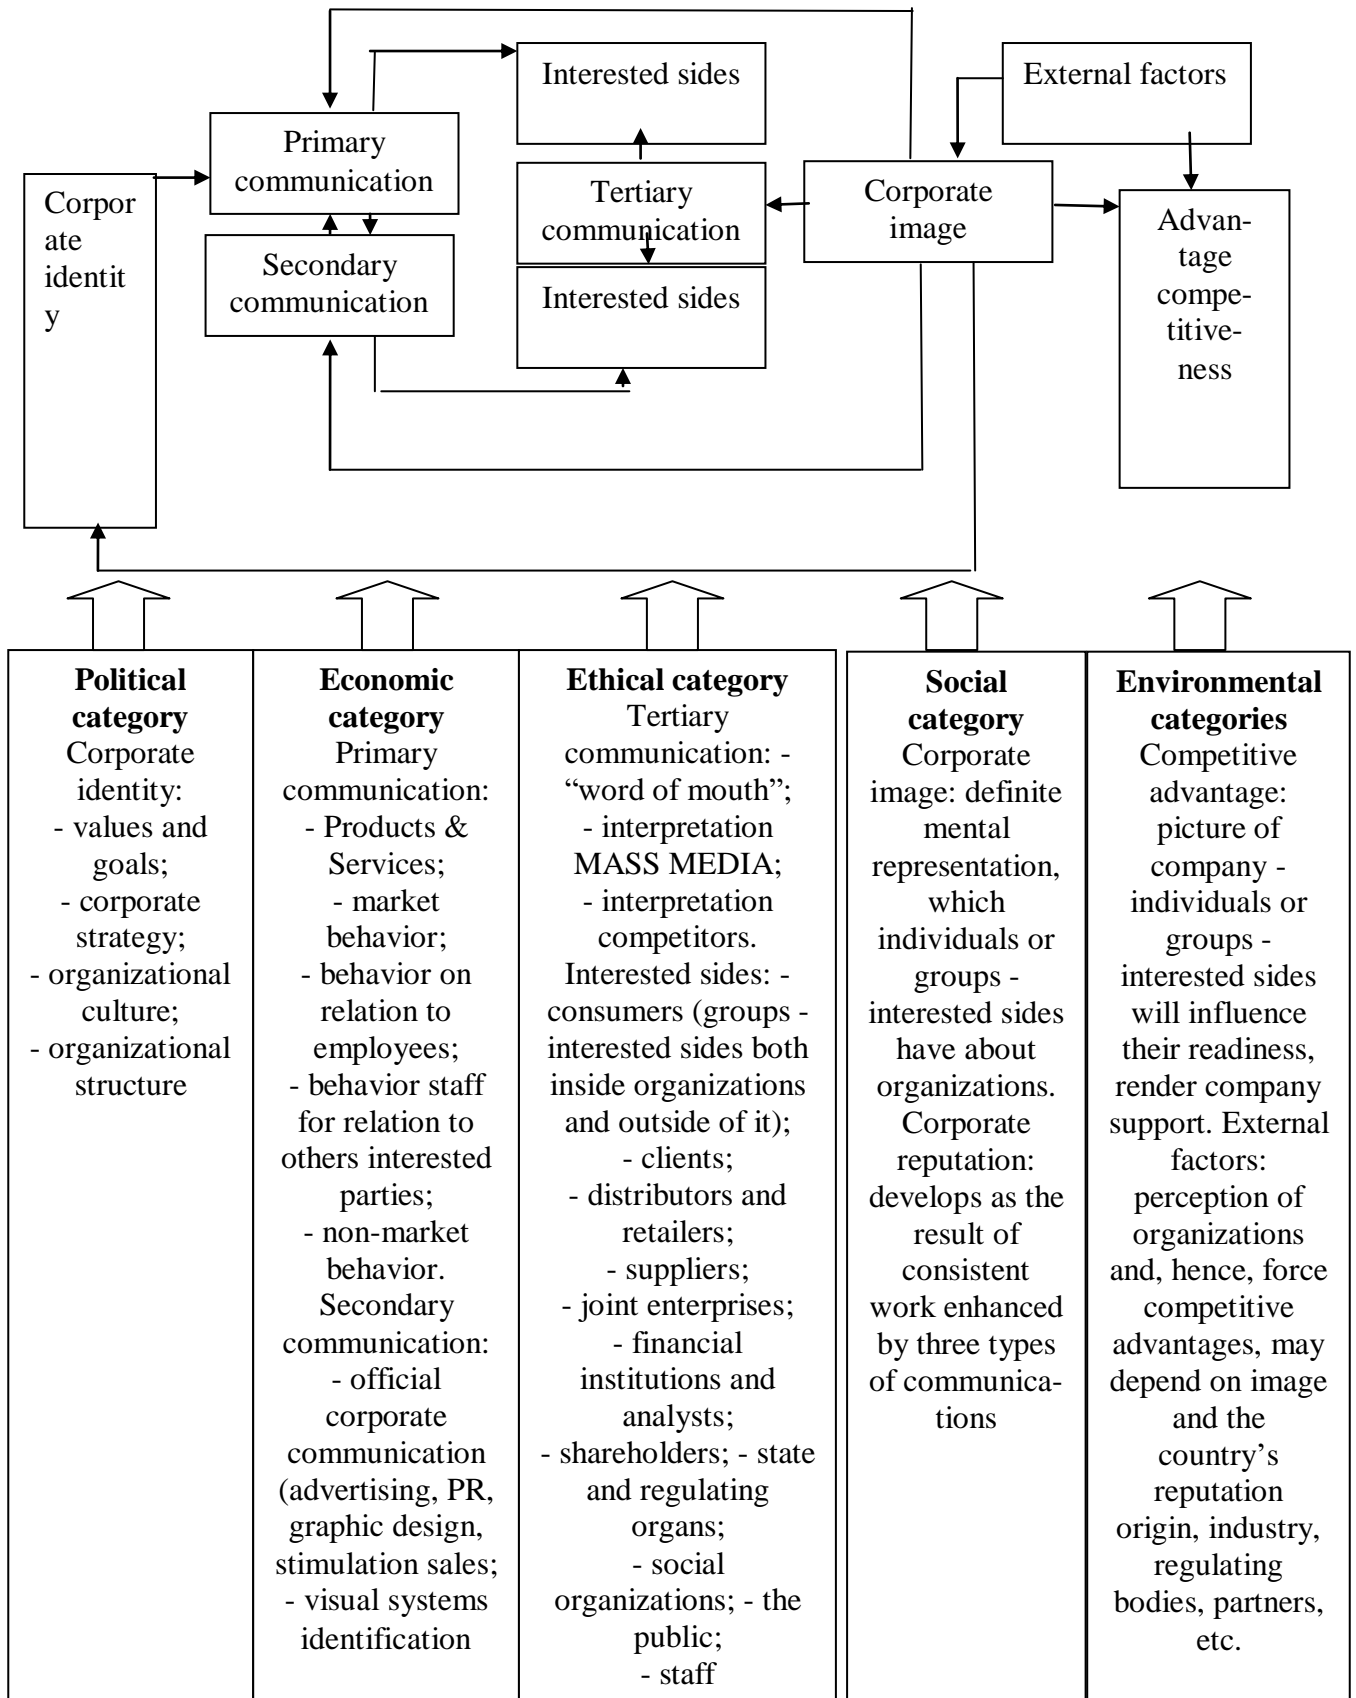 Interested sides
External factors
Primary
communication
Corpor
ate
identit
y
Tertiary
communication
Corporate
image
Advan-
tage
compe-
titive-
ness
Secondary
communication
Interested sides
Political
category
Corporate
identity:
- values and
goals;
- corporate
strategy;
- organizational
culture;
- organizational
structure
Economic
category
Primary
communication:
- Products &
Services;
- market
behavior;
- behavior on
relation to
employees;
- behavior staff
for relation to
others interested
parties;
- non-market
behavior.
Secondary
communication:
- official
corporate
communication
(advertising, PR,
graphic design,
stimulation sales;
- visual systems
identification
Ethical category
Tertiary
communication: -
“word of mouth”;
- interpretation
MASS MEDIA;
- interpretation
competitors.
Interested sides: -
consumers (groups -
interested sides both
inside organizations
and outside of it);
- clients;
- distributors and
retailers;
- suppliers;
- joint enterprises;
- financial
institutions and
analysts;
- shareholders; - state
and regulating
organs;
- social
organizations; - the
public;
- staff
Social
category
Corporate
image: definite
mental
representation,
which
individuals or
groups -
interested sides
have about
organizations.
Corporate
reputation:
develops as the
result of
consistent
work enhanced
by three types
of communica-
tions
Environmental
categories
Competitive
advantage:
picture of
company -
individuals or
groups -
interested sides
will influence
their readiness,
render company
support. External
factors:
perception of
organizations
and, hence, force
competitive
advantages, may
depend on image
and the
country’s
reputation
origin, industry,
regulating
bodies, partners,
etc.